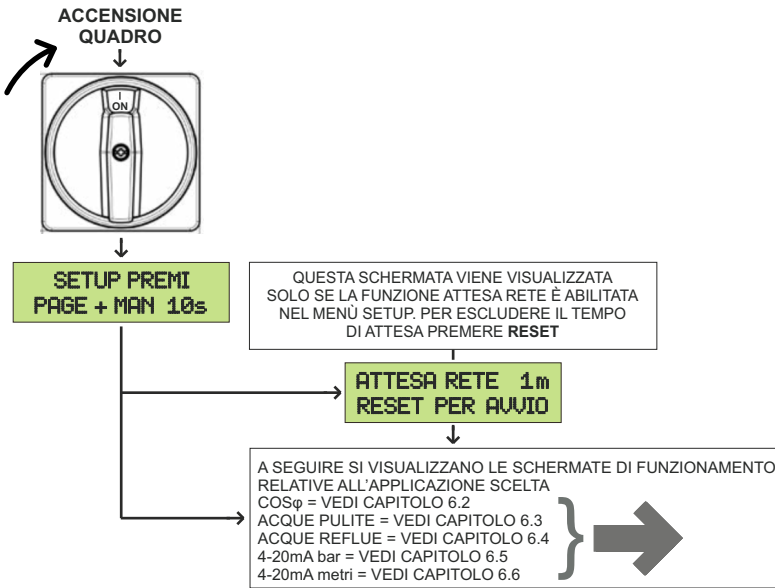 ACCENSIONE
QUADRO
I
ON
SETUP PREMI
PAGE + MAN 10s
QUESTA SCHERMATA VIENE VISUALIZZATA
SOLO SE LA FUNZIONE ATTESA RETE È ABILITATA
NEL MENÙ SETUP. PER ESCLUDERE IL TEMPO
DI ATTESA PREMERE RESET
ATTESA RETE 1m
RESET PER AVVIO
A SEGUIRE SI VISUALIZZANO LE SCHERMATE DI FUNZIONAMENTO
RELATIVE ALL'APPLICAZIONE SCELTA
COSφ = VEDI CAPITOLO 6.2
ACQUE PULITE = VEDI CAPITOLO 6.3
ACQUE REFLUE = VEDI CAPITOLO 6.4
4-20mA bar = VEDI CAPITOLO 6.5
4-20mA metri = VEDI CAPITOLO 6.6